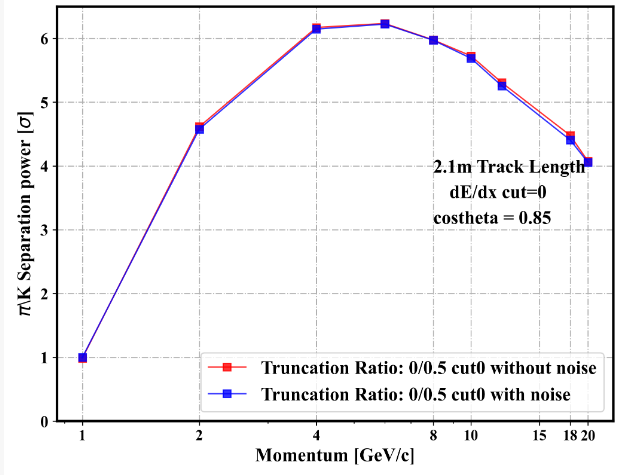 π\K Separation power [σ]
6
5
4
3
2
1
0
2.1m Track Length
dE/dx cut=0
costheta = 0.85
Truncation Ratio: 0/0.5 cut0 without noise
Truncation Ratio: 0/0.5 cut0 with noise
1 2 4 8 10 15 18 20
Momentum [GeV/c]